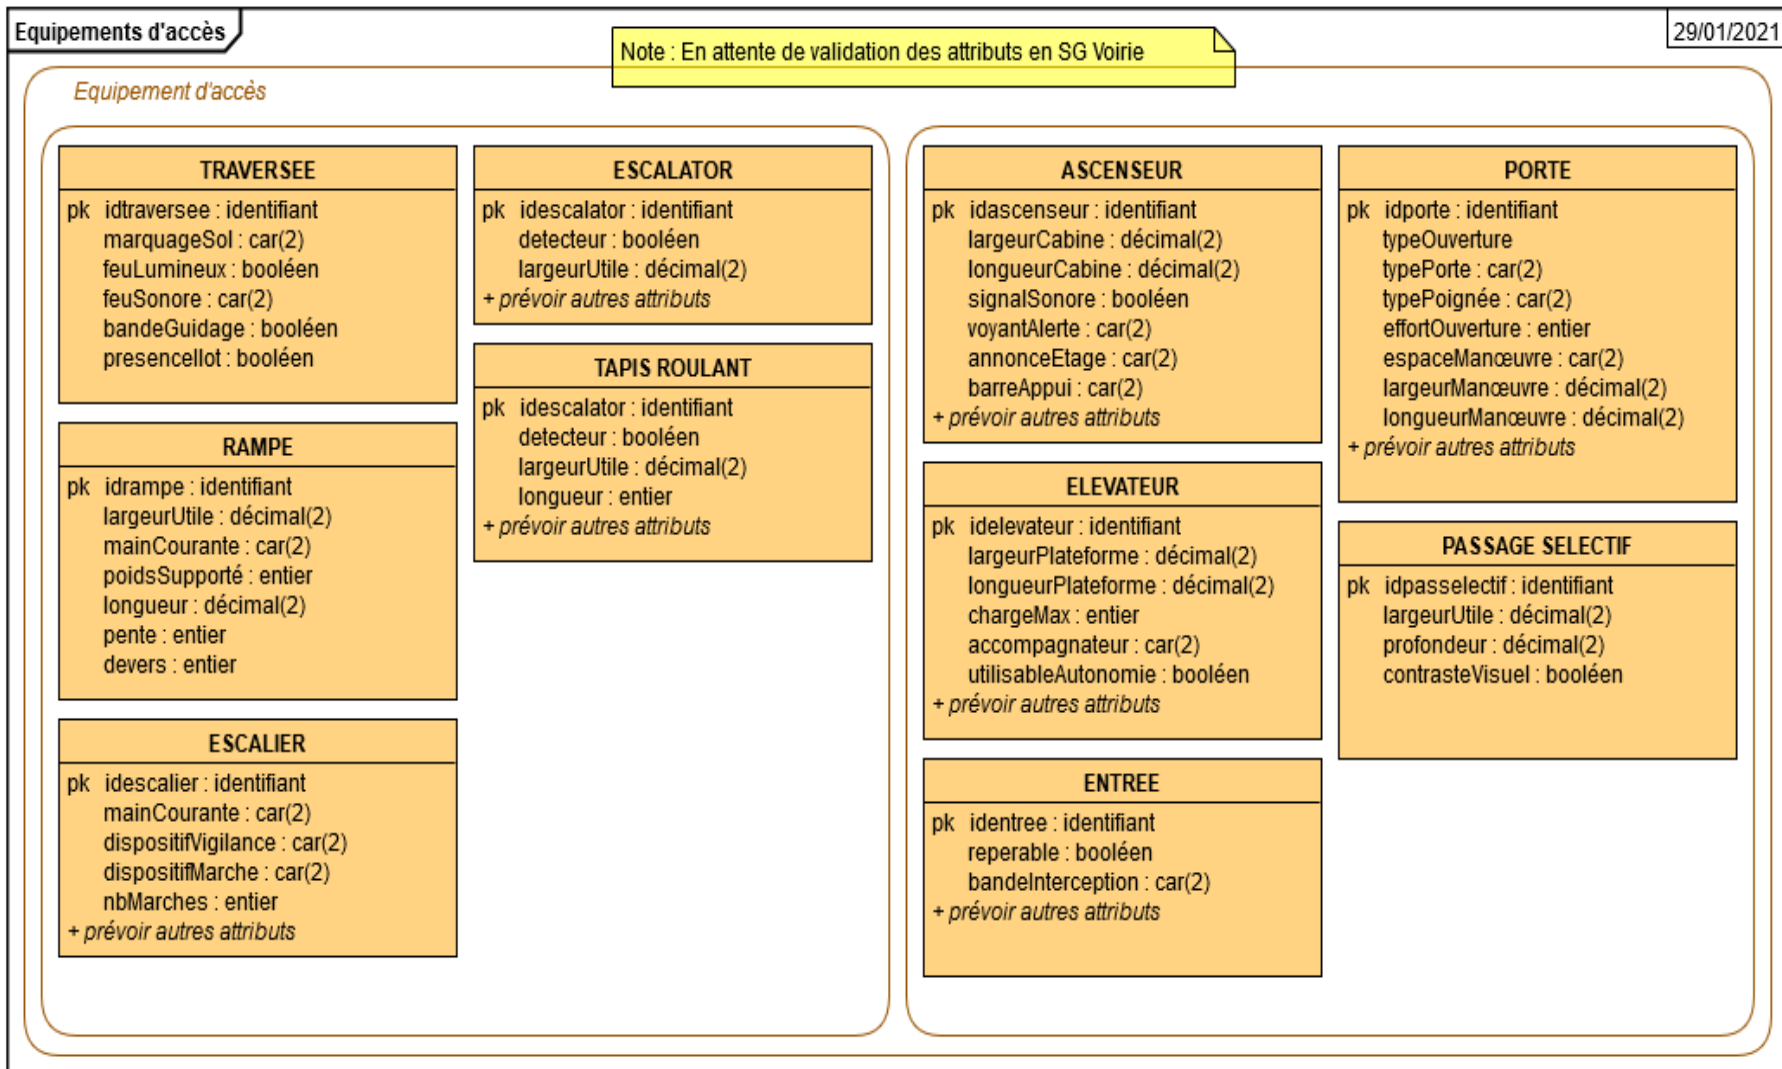 Equipements d'accès
29/01/2021
Note : En attente de validation des attributs en SG Voirie
Equipement d'accès
TRAVERSEE
pk idtraversee : identifiant
marquageSol : car(2)
feuLumineux : booléen
feuSonore : car(2)
bandeGuidage : booléen
presenceIlot : booléen
RAMPE
pk idrampe : identifiant
largeurUtile : décimal(2)
mainCourante : car(2)
poidsSupporté : entier
longueur : décimal(2)
pente : entier
devers : entier
ESCALIER
pk idescalier : identifiant
mainCourante : car(2)
dispositifVigilance : car(2)
dispositifMarche : car(2)
nbMarches : entier
+ prévoir autres attributs
ESCALATOR
pk idescalator : identifiant
detecteur : booléen
largeurUtile : décimal(2)
+ prévoir autres attributs
TAPIS ROULANT
pk idescalator : identifiant
detecteur : booléen
largeurUtile : décimal(2)
longueur : entier
+ prévoir autres attributs
ASCENSEUR
pk idascenseur : identifiant
largeurCabine : décimal(2)
longueurCabine : décimal(2)
signalSonore : booléen
voyantAlerte : car(2)
annonceEtage : car(2)
barreAppui : car(2)
+ prévoir autres attributs
ELEVATEUR
pk idelevateur : identifiant
largeurPlateforme : décimal(2)
longueurPlateforme : décimal(2)
chargeMax : entier
accompagnateur : car(2)
utilisableAutonomie : booléen
+ prévoir autres attributs
ENTREE
pk identree : identifiant
reperable : booléen
bandeInterception : car(2)
+ prévoir autres attributs
PORTE
pk idporte : identifiant
typeOuverture
typePorte : car(2)
typePoignée : car(2)
effortOuverture : entier
espaceManœuvre : car(2)
largeurManœuvre : décimal(2)
longueurManœuvre : décimal(2)
+ prévoir autres attributs
PASSAGE SELECTIF
pk idpasselectif : identifiant
largeurUtile : décimal(2)
profondeur : décimal(2)
contrasteVisuel : booléen